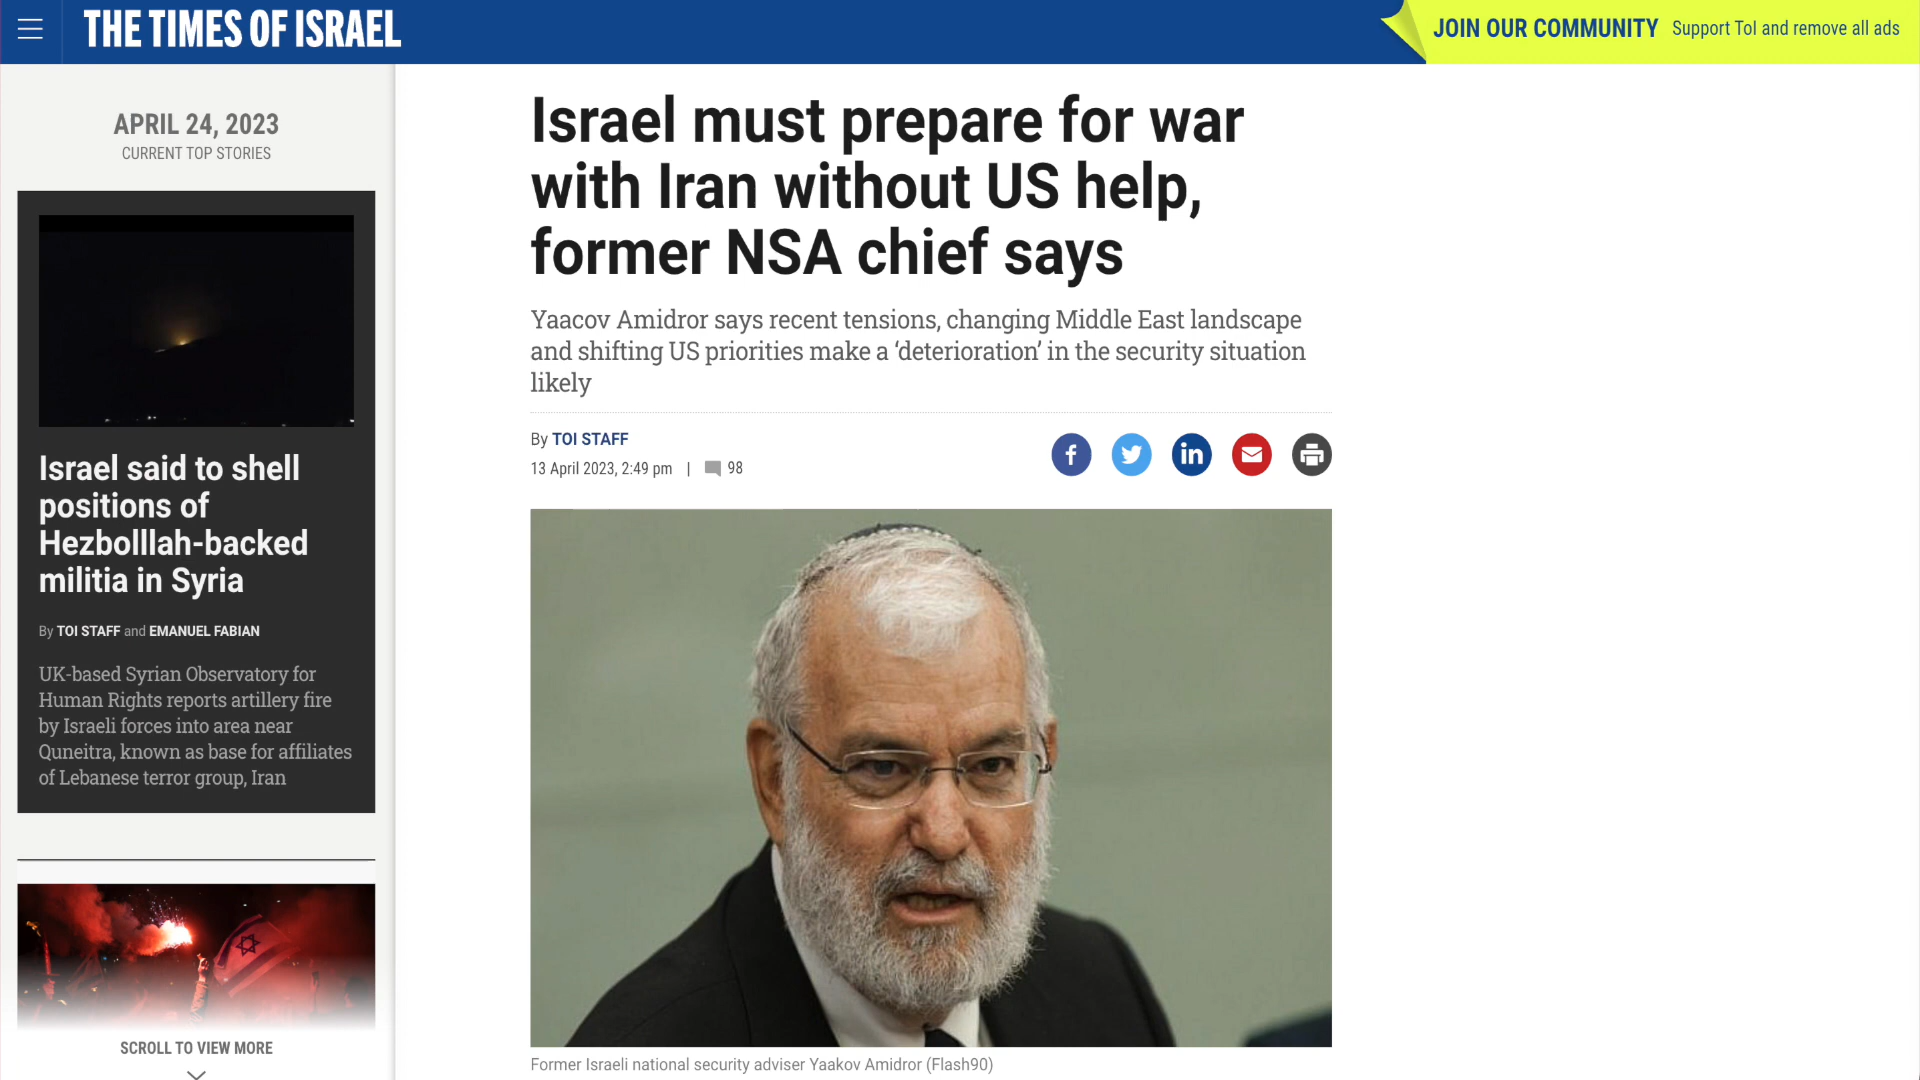 THE TIMES OF ISRAEL
JOIN OUR COMMUNITY Support ToI and remove all ads
APRIL 24, 2023
CURRENT TOP STORIES
Israel said to shell
positions of
Hezbolllah-backed
militia in Syria
By TOI STAFF and EMANUEL FABIAN
UK-based Syrian Observatory for
Human Rights reports artillery fire
by Israeli forces into area near
Quneitra, known as base for affiliates
of Lebanese terror group, Iran
SCROLL TO VIEW MORE
Israel must prepare for war
with Iran without US help,
former NSA chief says
Yaacov Amidror says recent tensions, changing Middle East landscape
and shifting US priorities make a ‘deterioration’ in the security situation
likely
By TOI STAFF
13 April 2023, 2:49 pm | 98
Former Israeli national security adviser Yaakov Amidror (Flash90)